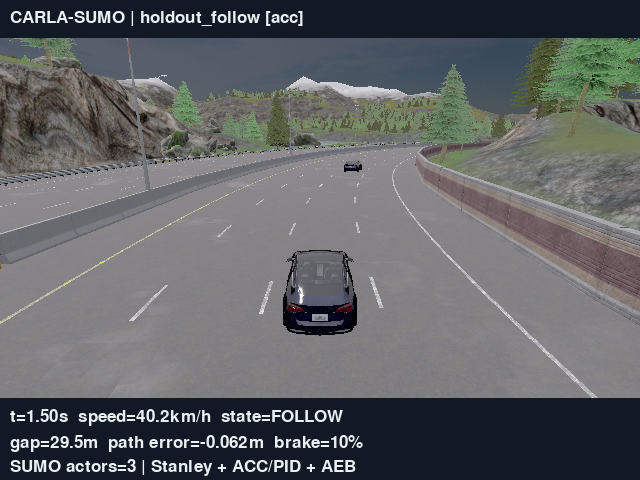 CARLA-SUMO | holdout_follow [acc]
t=1.50s speed=40.2km/h state=FOLLOW
gap=29.5m path error=-0.062m brake=10%
SUMO actors=3 | Stanley + ACC/PID + AEB